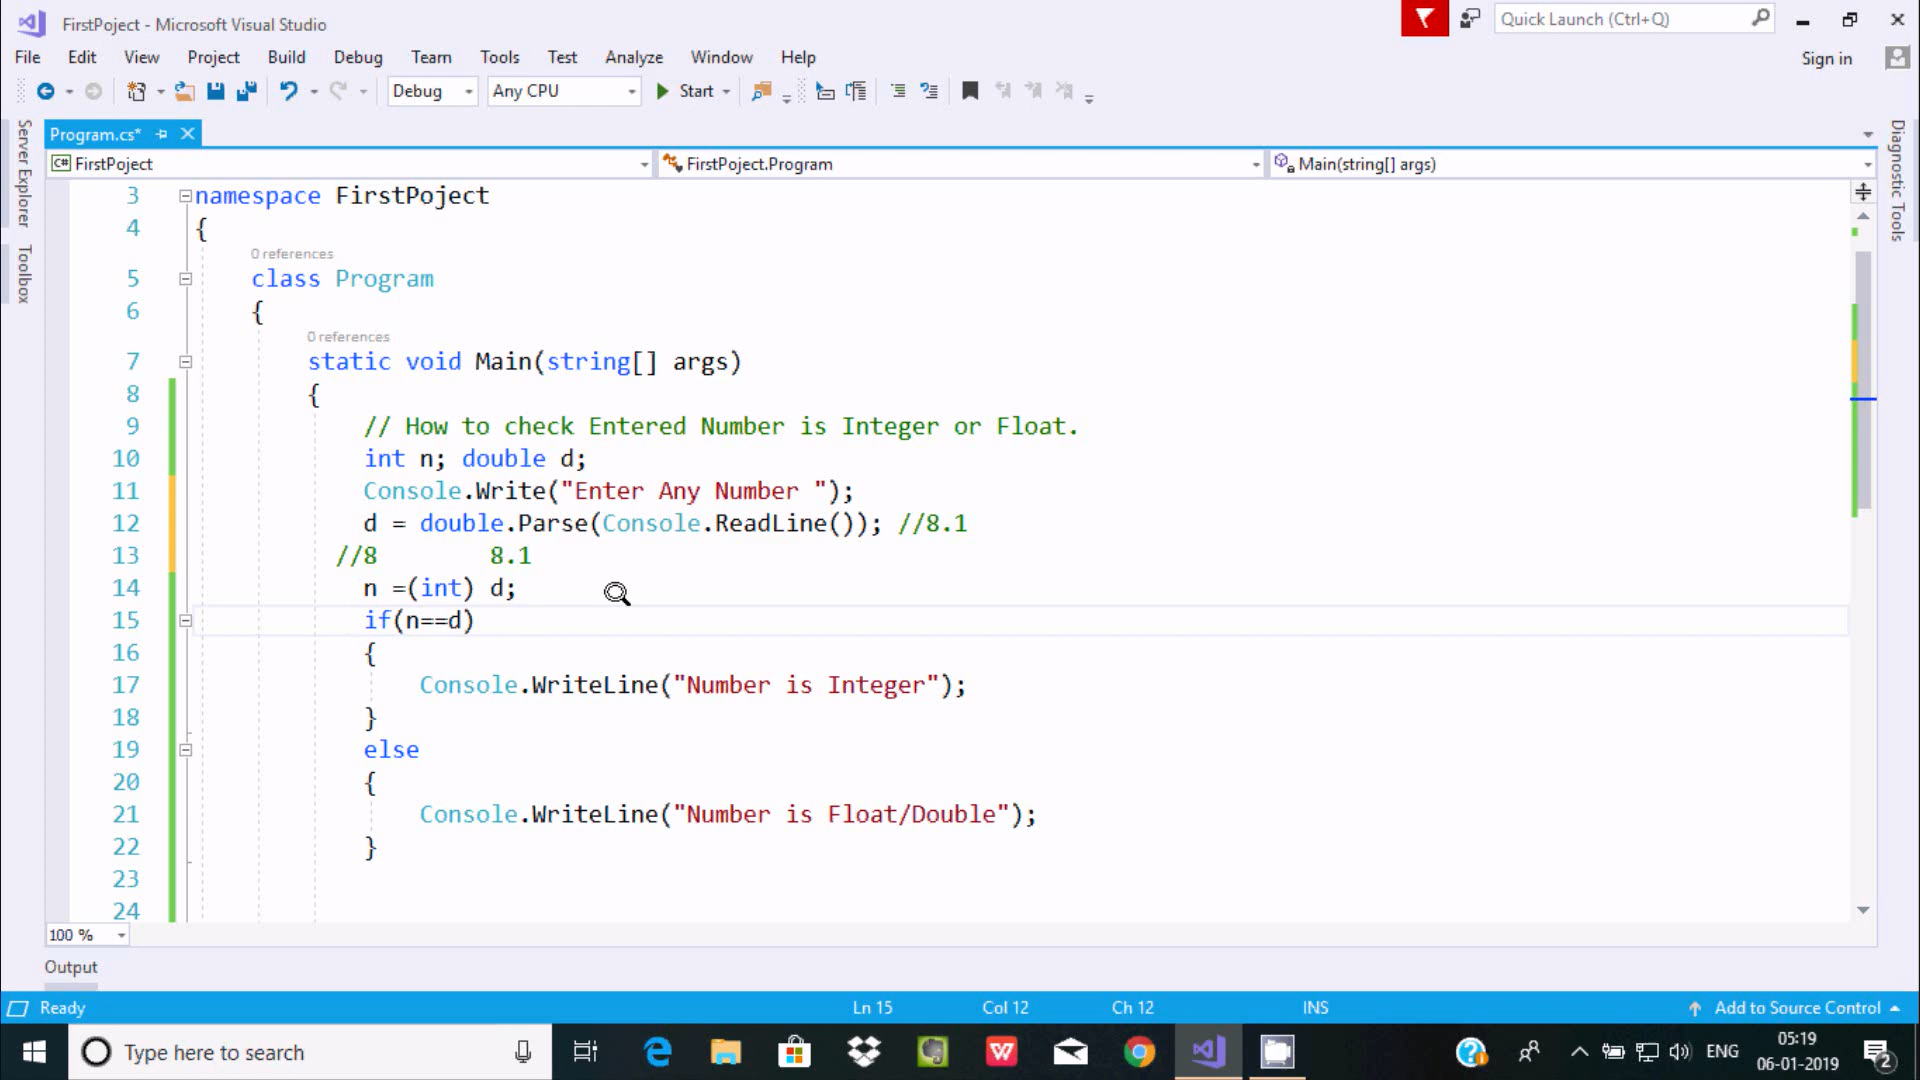 FirstPoject - Microsoft Visual Studio
Quick Launch (Ctrl+Q)
File Edit View Project Build Debug Team Tools Test Analyze Window Help
Sign in
Debug Any CPU Start
Server Explorer
Toolbox
Diagnostic Tools
Program.cs*
C# FirstPoject FirstPoject.Program Main(string[] args)
3 namespace FirstPoject
4 {
0 references
5 class Program
6 {
0 references
7 static void Main(string[] args)
8 {
9 // How to check Entered Number is Integer or Float.
10 int n; double d;
11 Console.Write("Enter Any Number ");
12 d = double.Parse(Console.ReadLine()); //8.1
13 //8 8.1
14 n =(int) d;
15 if(n==d)
16 {
17 Console.WriteLine("Number is Integer");
18 }
19 else
20 {
21 Console.WriteLine("Number is Float/Double");
22 }
23
24
100 %
Output
Ready Ln 15 Col 12 Ch 12 INS Add to Source Control
Type here to search
ENG
05:19
06-01-2019
2